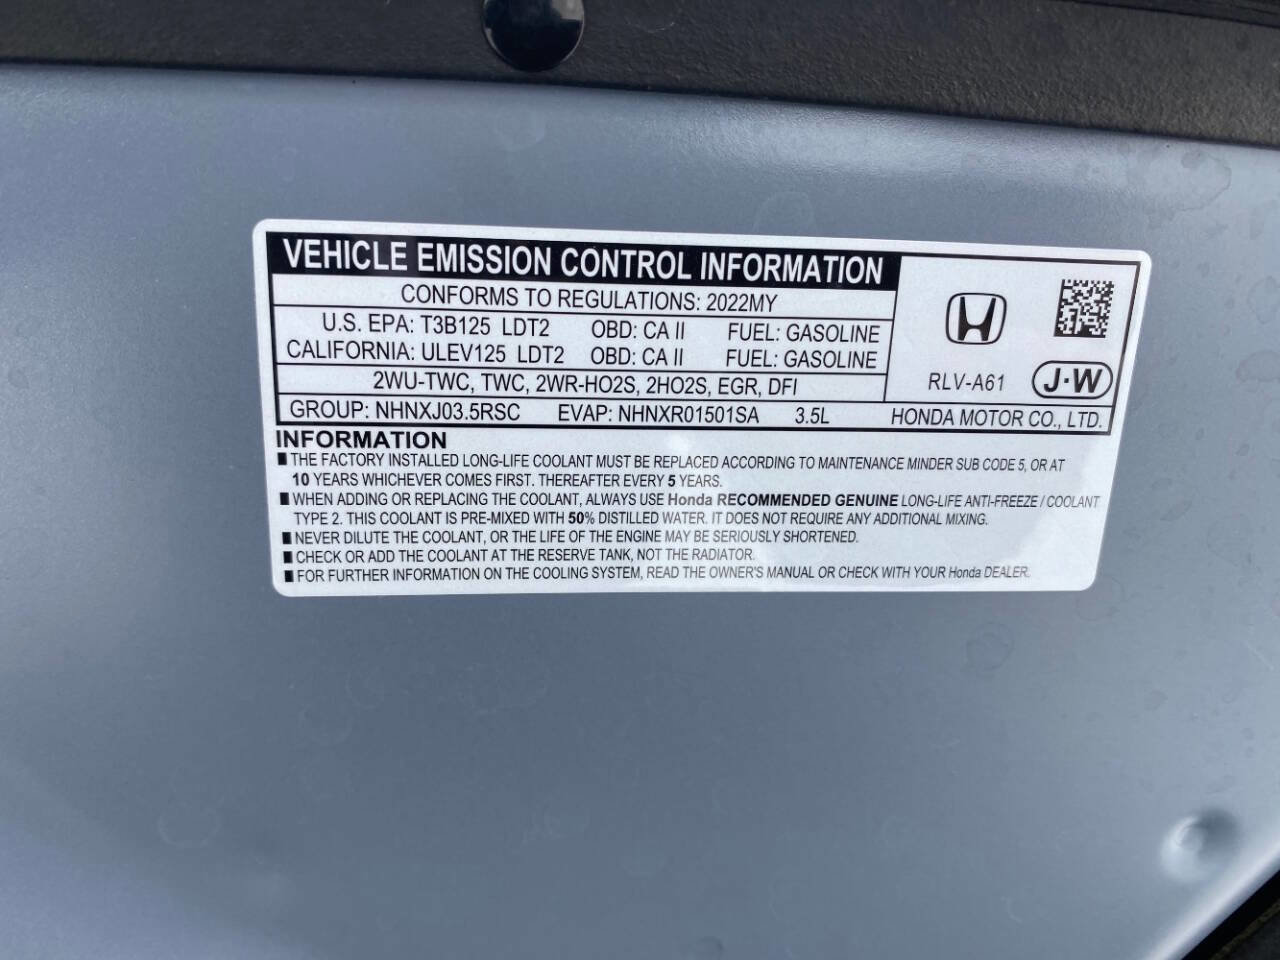 VEHICLE EMISSION CONTROL INFORMATION
CONFORMS TO REGULATIONS: 2022MY
U.S. EPA: T3B125 LDT2 OBD: CA II FUEL: GASOLINE
CALIFORNIA: ULEV125 LDT2 OBD: CA II FUEL: GASOLINE
2WU-TWC, TWC, 2WR-HO2S, 2HO2S, EGR, DFI
RLV-A61 J·W
GROUP: NHNXJ03.5RSC EVAP: NHNXR01501SA 3.5L HONDA MOTOR CO., LTD.
INFORMATION
■ THE FACTORY INSTALLED LONG-LIFE COOLANT MUST BE REPLACED ACCORDING TO MAINTENANCE MINDER SUB CODE 5, OR AT
10 YEARS WHICHEVER COMES FIRST. THEREAFTER EVERY 5 YEARS.
■ WHEN ADDING OR REPLACING THE COOLANT, ALWAYS USE Honda RECOMMENDED GENUINE LONG-LIFE ANTI-FREEZE / COOLANT
TYPE 2. THIS COOLANT IS PRE-MIXED WITH 50% DISTILLED WATER. IT DOES NOT REQUIRE ANY ADDITIONAL MIXING.
■ NEVER DILUTE THE COOLANT, OR THE LIFE OF THE ENGINE MAY BE SERIOUSLY SHORTENED.
■ CHECK OR ADD THE COOLANT AT THE RESERVE TANK, NOT THE RADIATOR.
■ FOR FURTHER INFORMATION ON THE COOLING SYSTEM, READ THE OWNER'S MANUAL OR CHECK WITH YOUR Honda DEALER.